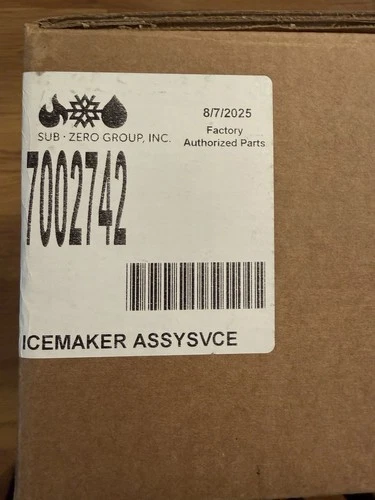 8/7/2025
SUB·ZERO GROUP, INC.
Factory
Authorized Parts
7002742
ICEMAKER ASSYSVCE